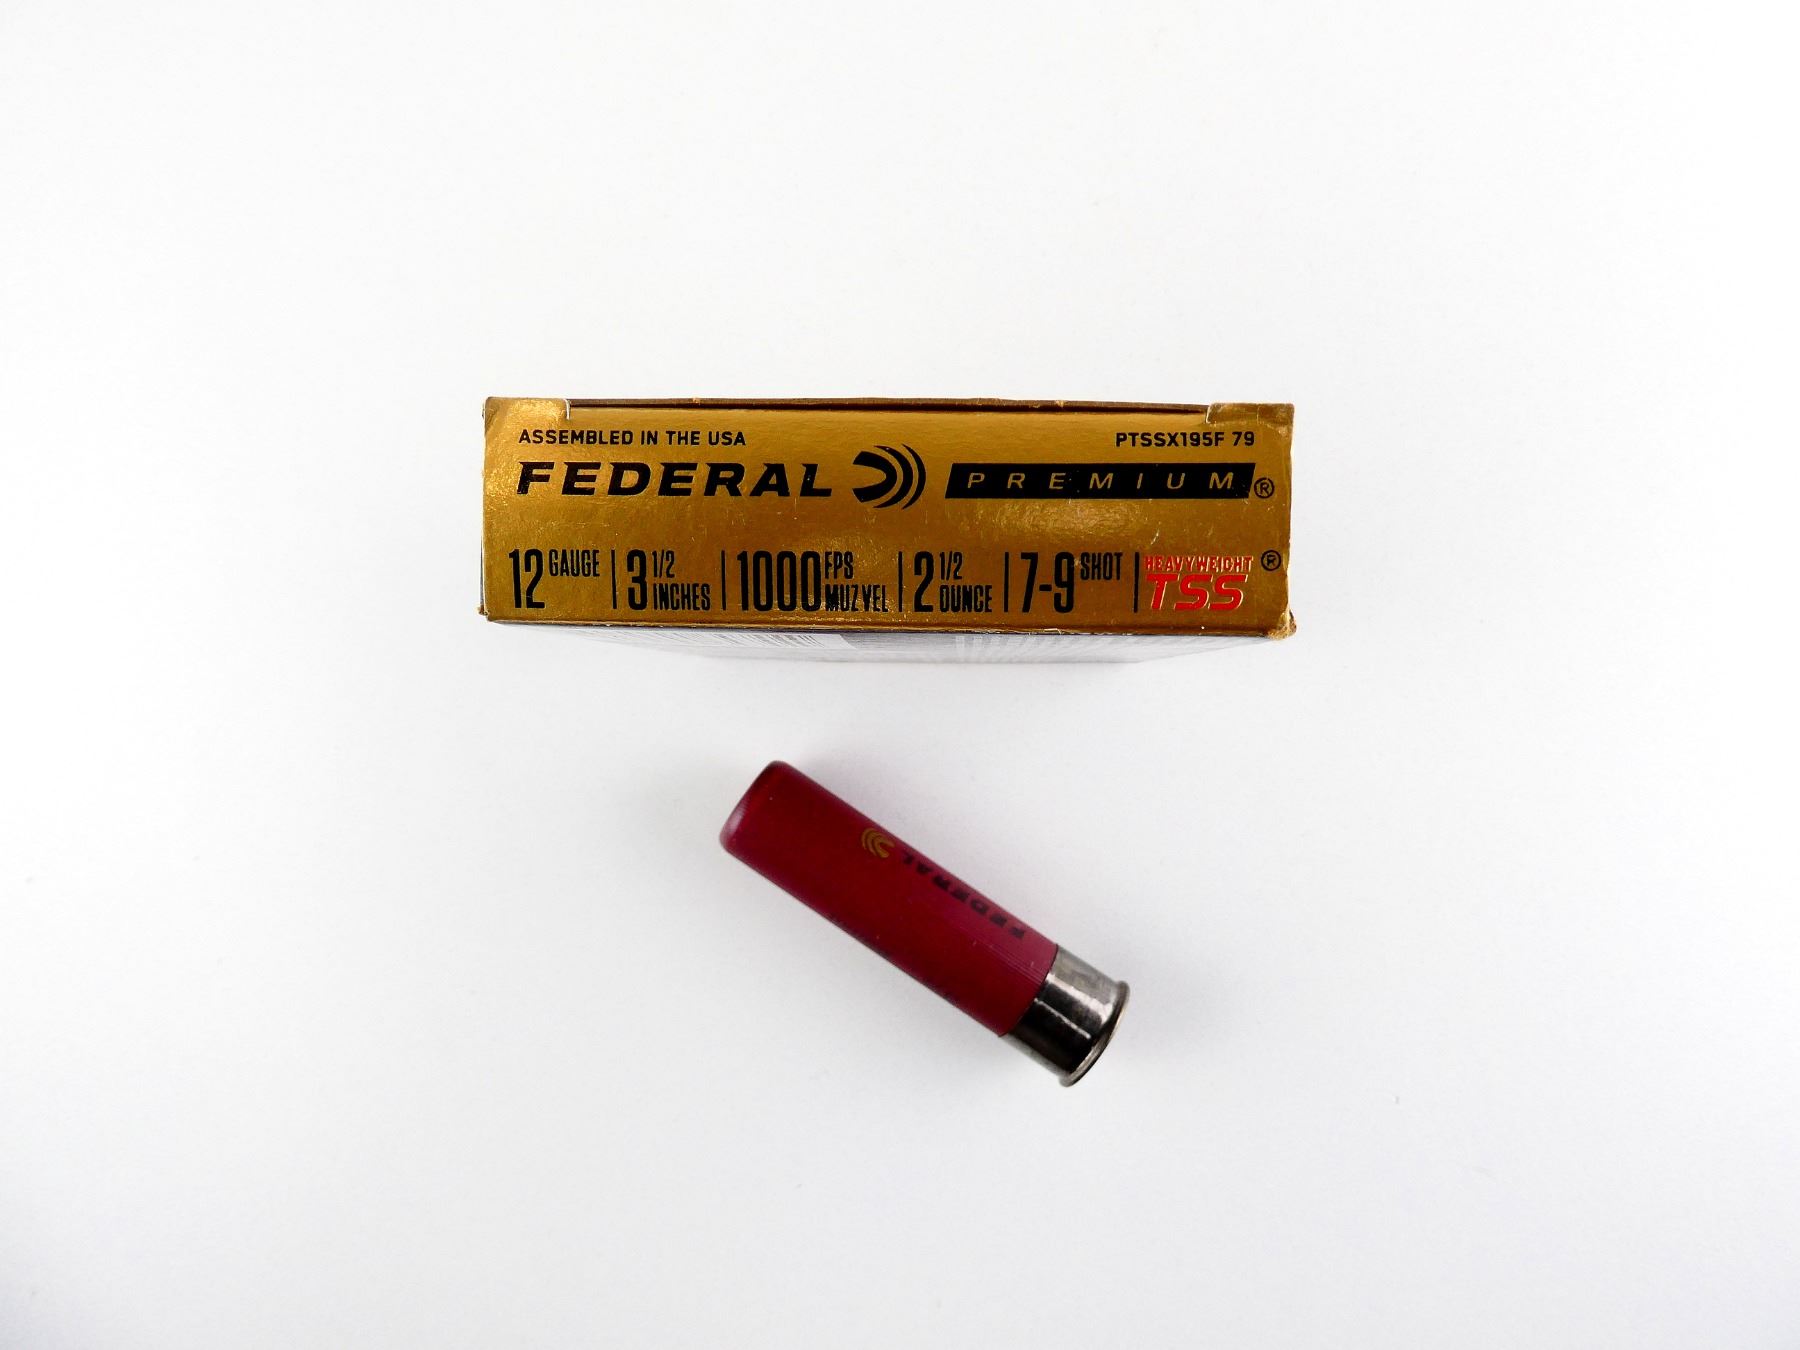 ASSEMBLED IN THE USA PTSSX195F 79
FEDERAL PREMIUM®
12 GAUGE | 3 1/2 INCHES | 1000 FPS MUZ VEL | 2 1/2 OUNCE | 7-9 SHOT | HEAVYWEIGHT® TSS
FEDERAL